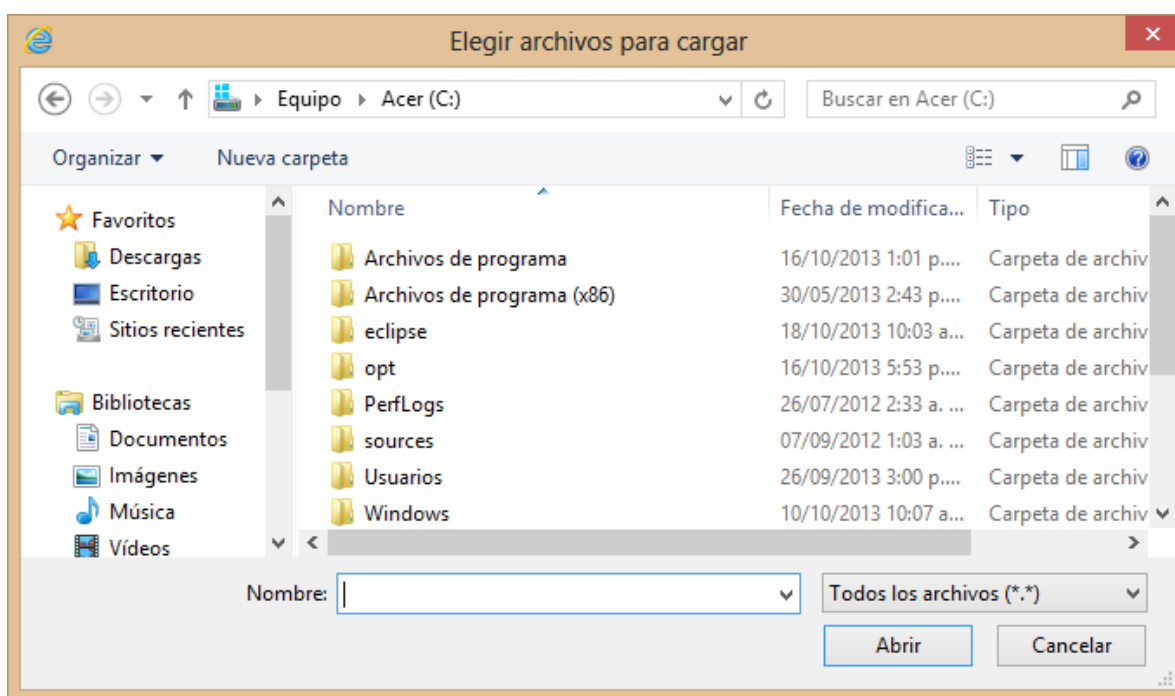 Elegir archivos para cargar
Equipo Acer (C:) Buscar en Acer (C:)
Organizar Nueva carpeta
Favoritos
Descargas
Escritorio
Sitios recientes
Bibliotecas
Documentos
Imágenes
Música
Vídeos
Nombre Fecha de modifica... Tipo
Archivos de programa 16/10/2013 1:01 p.... Carpeta de archiv
Archivos de programa (x86) 30/05/2013 2:43 p.... Carpeta de archiv
eclipse 18/10/2013 10:03 a... Carpeta de archiv
opt 16/10/2013 5:53 p.... Carpeta de archiv
PerfLogs 26/07/2012 2:33 a. ... Carpeta de archiv
sources 07/09/2012 1:03 a. ... Carpeta de archiv
Usuarios 26/09/2013 3:00 p.... Carpeta de archiv
Windows 10/10/2013 10:07 a... Carpeta de archiv
Nombre: Todos los archivos (*.*)
Abrir Cancelar